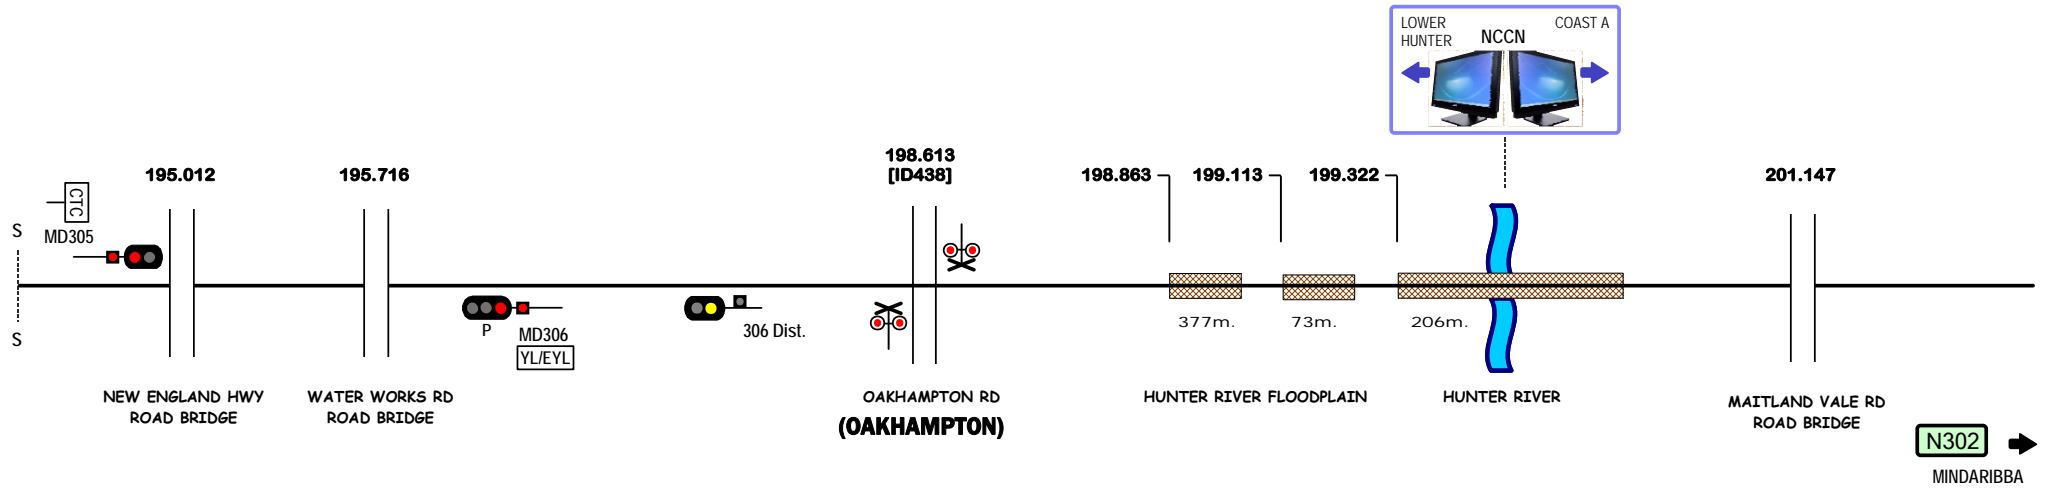 LOWER
HUNTER
NCCN
COAST A
195.012
195.716
198.613
[ID438]
198.863
199.113
199.322
201.147
CTC
S
MD305
S
P
MD306
YL/EYL
306 Dist.
377m.
73m.
206m.
NEW ENGLAND HWY
ROAD BRIDGE
WATER WORKS RD
ROAD BRIDGE
OAKHAMPTON RD
(OAKHAMPTON)
HUNTER RIVER FLOODPLAIN
HUNTER RIVER
MAITLAND VALE RD
ROAD BRIDGE
N302
MINDARIBBA